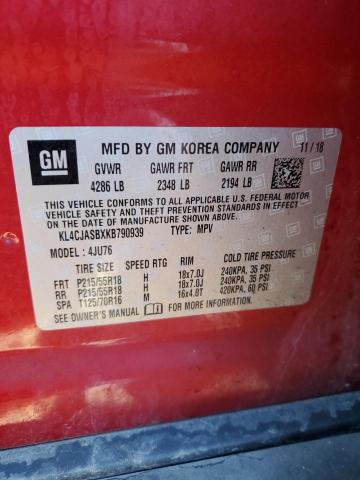 GM
MFD BY GM KOREA COMPANY 11/18
GVWR GAWR FRT GAWR RR
4286 LB 2348 LB 2194 LB
THIS VEHICLE CONFORMS TO ALL APPLICABLE U.S. FEDERAL MOTOR
VEHICLE SAFETY, BUMPER, AND THEFT PREVENTION STANDARDS IN
EFFECT ON THE DATE OF MANUFACTURE SHOWN ABOVE.
KL4CJASBXKB790939 TYPE: MPV
MODEL : 4JU76
TIRE SIZE SPEED RTG RIM COLD TIRE PRESSURE
FRT P215/55R18 H 18x7.0J 240KPA, 35 PSI
RR P215/55R18 H 18x7.0J 240KPA, 35 PSI
SPA T125/70R16 M 16x4.0T 420KPA, 60 PSI
SEE OWNER'S MANUAL FOR MORE INFORMATION.